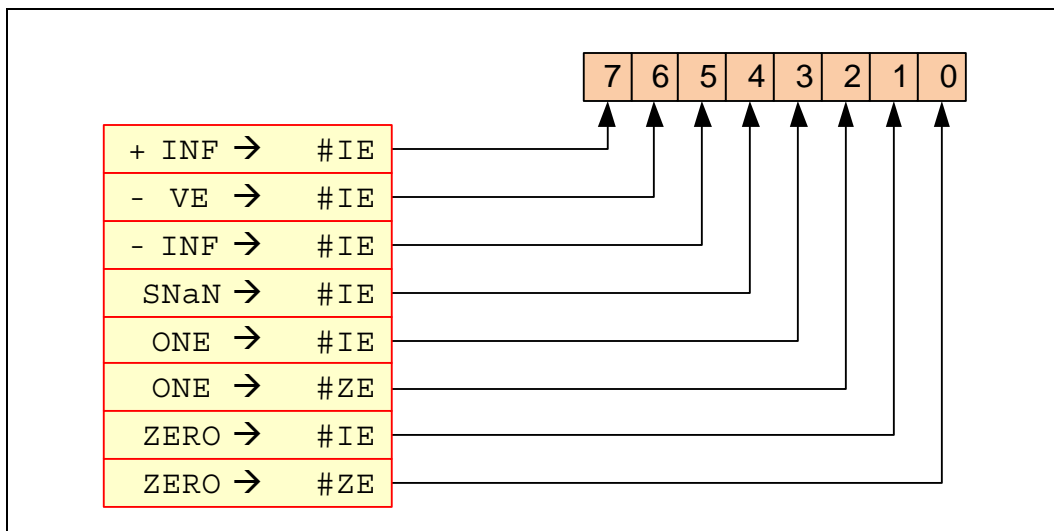 7 6 5 4 3 2 1 0
+ INF → #IE
- VE → #IE
- INF → #IE
SNaN → #IE
ONE → #IE
ONE → #ZE
ZERO → #IE
ZERO → #ZE